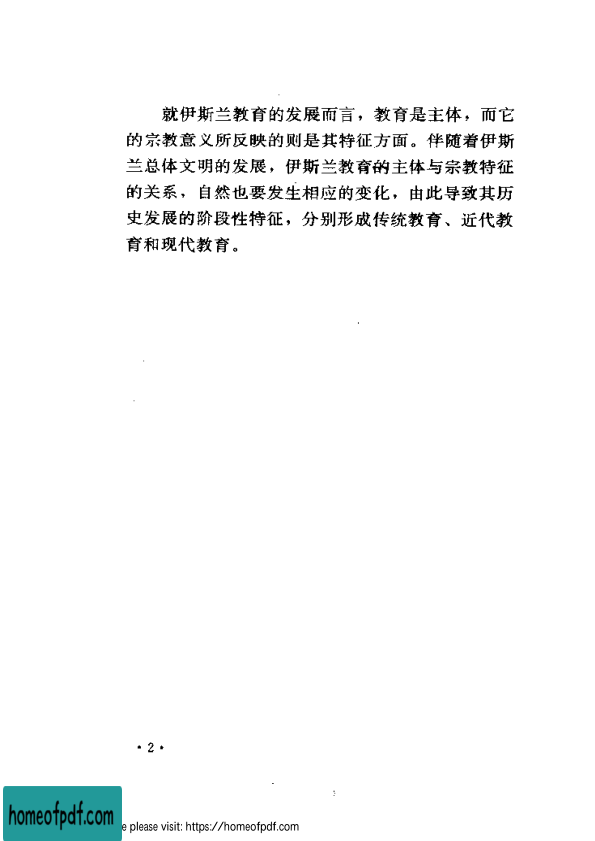 就伊斯兰教育的发展而言，教育是主体，而它
的宗教意义所反映的则是其特征方面。伴随着伊斯
兰总体文明的发展，伊斯兰教育的主体与宗教特征
的关系，自然也要发生相应的变化，由此导致其历
史发展的阶段性特征，分别形成传统教育、近代教
育和现代教育。
• 2 •
homeofpdf.com
e please visit: https://homeofpdf.com